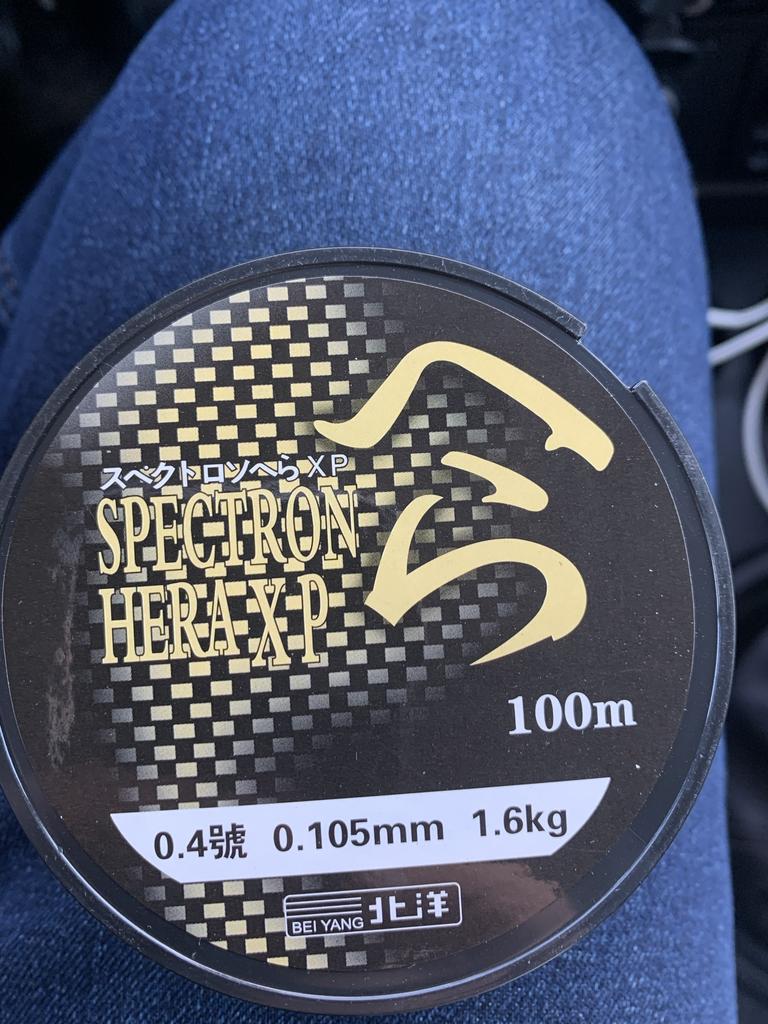 へら
スペクトロソへらXP
SPECTRON
HERA XP
100m
0.4號 0.105mm 1.6kg
BEI YANG 北洋